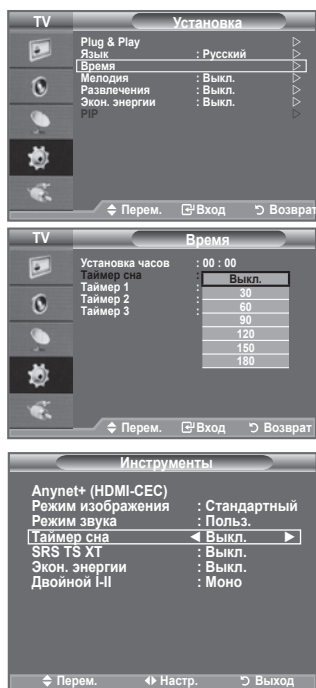 TV Установка
Plug & Play
Язык : Русский
Время
Мелодия : Выкл.
Развлечения : Выкл.
Экон. энергии : Выкл.
PIP
Перем. Вход Возврат
TV Время
Установка часов : 00 : 00
Таймер сна : Выкл.
Таймер 1 : 30
Таймер 2 : 60
Таймер 3 : 90
120
150
180
Перем. Вход Возврат
Инструменты
Anynet+ (HDMI-CEC)
Режим изображения : Стандартный
Режим звука : Польз.
Таймер сна Выкл.
SRS TS XT : Выкл.
Экон. энергии : Выкл.
Двойной I-II : Моно
Перем. Настр. Выход